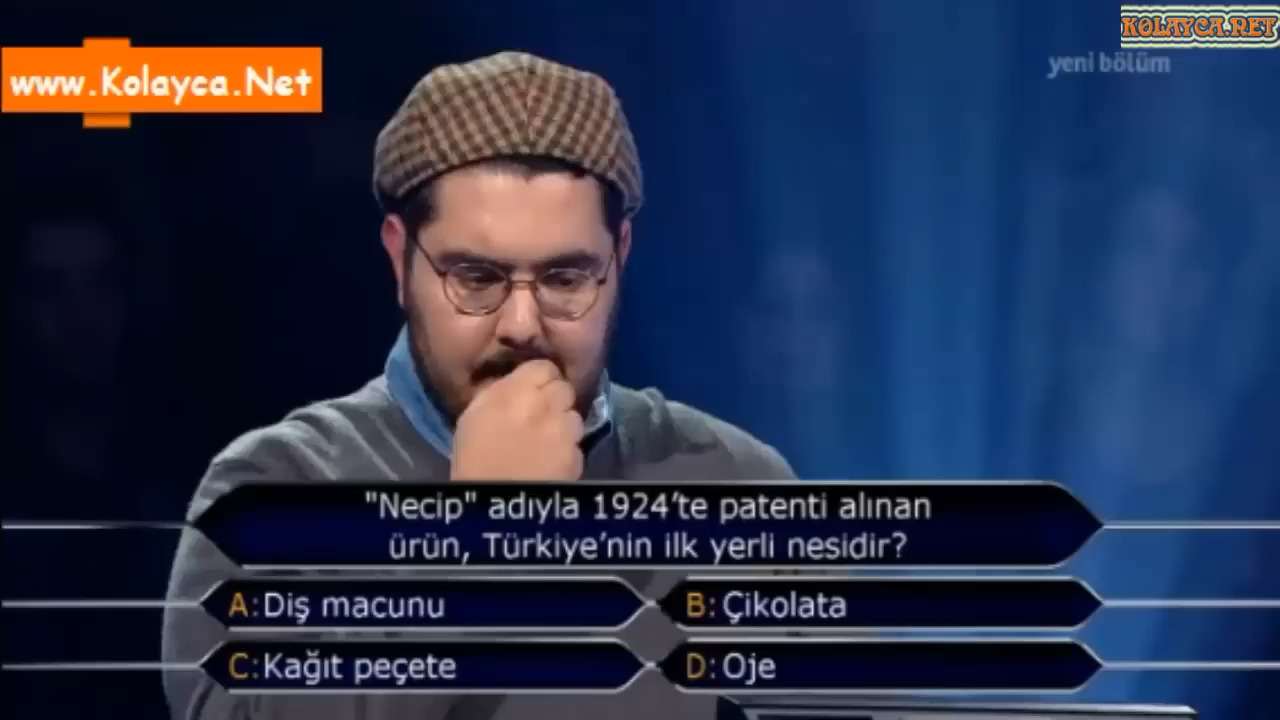 KOLAYCA.NET
yeni bölüm
www.Kolayca.Net
"Necip" adıyla 1924'te patenti alınan
ürün, Türkiye'nin ilk yerli nesidir?
A: Diş macunu
B: Çikolata
C: Kağıt peçete
D: Oje